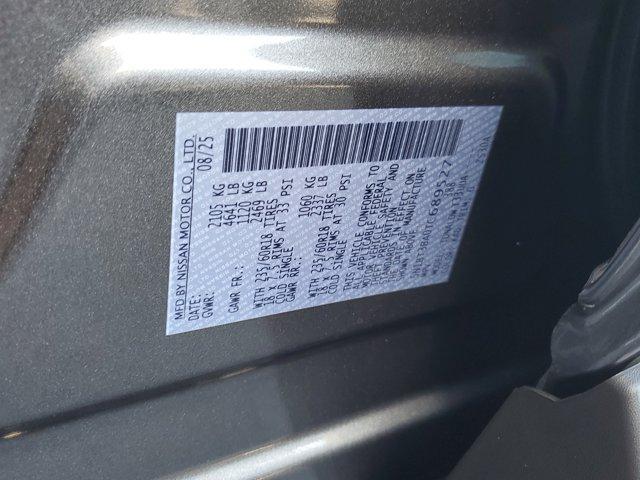 MFD BY NISSAN MOTOR CO., LTD.
DATE: 08/25
GVWR: 2105 KG
4641 LB
GAWR FR.: 1120 KG
2469 LB
WITH 235/60R18 TIRES
18 X 7.5 RIMS AT 33 PSI
COLD SINGLE
GAWR RR.: 1060 KG
2337 LB
WITH 235/60R18 TIRES
18 X 7.5 RIMS AT 30 PSI
COLD SINGLE
THIS VEHICLE CONFORMS TO
ALL APPLICABLE FEDERAL
MOTOR VEHICLE SAFETY AND
THEFT PREVENTION
STANDARDS IN EFFECT ON
THE DATE OF MANUFACTURE
SHOWN ABOVE.